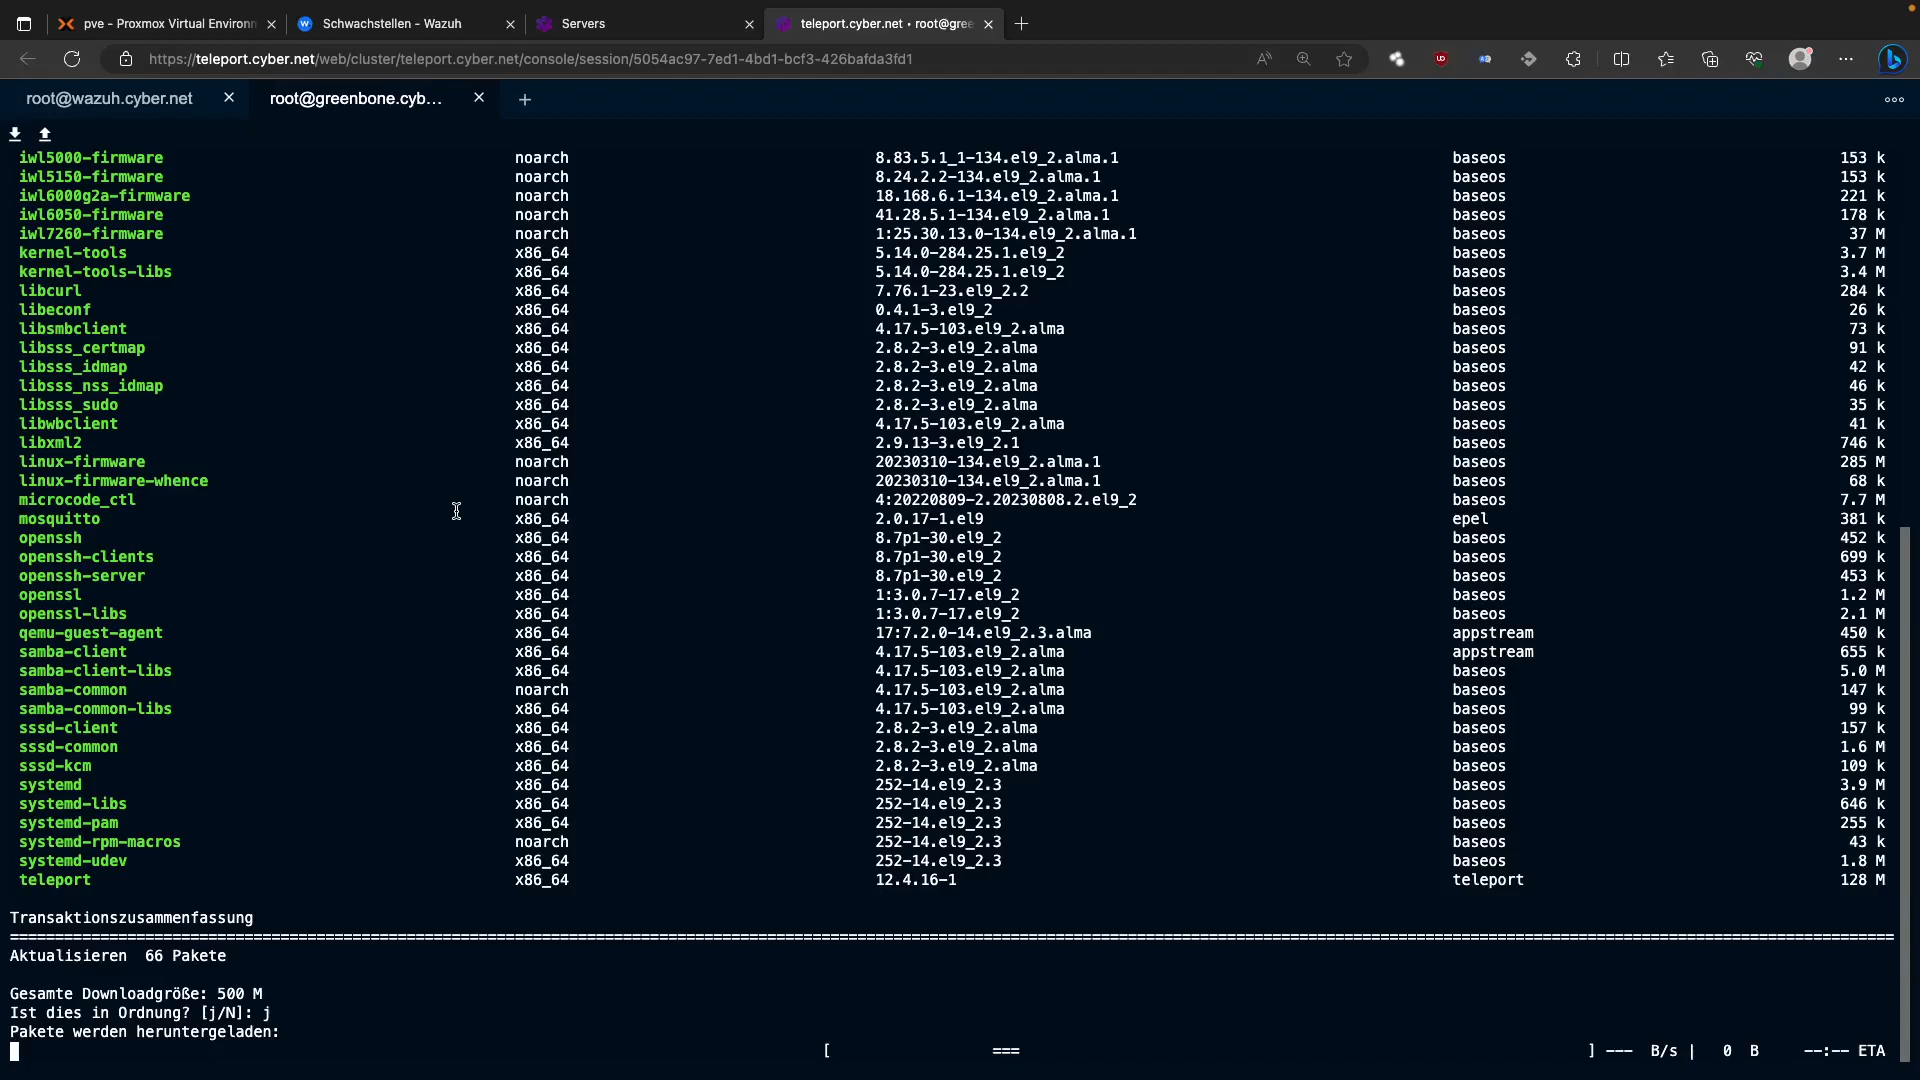 pve - Proxmox Virtual Environm
Schwachstellen - Wazuh
Servers
teleport.cyber.net • root@gree
https://teleport.cyber.net/web/cluster/teleport.cyber.net/console/session/5054ac97-7ed1-4bd1-bcf3-426bafda3fd1
root@wazuh.cyber.net
root@greenbone.cyb...
iwl5000-firmware noarch 8.83.5.1_1-134.el9_2.alma.1 baseos 153 k
iwl5150-firmware noarch 8.24.2.2-134.el9_2.alma.1 baseos 153 k
iwl6000g2a-firmware noarch 18.168.6.1-134.el9_2.alma.1 baseos 221 k
iwl6050-firmware noarch 41.28.5.1-134.el9_2.alma.1 baseos 178 k
iwl7260-firmware noarch 1:25.30.13.0-134.el9_2.alma.1 baseos 37 M
kernel-tools x86_64 5.14.0-284.25.1.el9_2 baseos 3.7 M
kernel-tools-libs x86_64 5.14.0-284.25.1.el9_2 baseos 3.4 M
libcurl x86_64 7.76.1-23.el9_2.2 baseos 284 k
libeconf x86_64 0.4.1-3.el9_2 baseos 26 k
libsmbclient x86_64 4.17.5-103.el9_2.alma baseos 73 k
libsss_certmap x86_64 2.8.2-3.el9_2.alma baseos 91 k
libsss_idmap x86_64 2.8.2-3.el9_2.alma baseos 42 k
libsss_nss_idmap x86_64 2.8.2-3.el9_2.alma baseos 46 k
libsss_sudo x86_64 2.8.2-3.el9_2.alma baseos 35 k
libwbclient x86_64 4.17.5-103.el9_2.alma baseos 41 k
libxml2 x86_64 2.9.13-3.el9_2.1 baseos 746 k
linux-firmware noarch 20230310-134.el9_2.alma.1 baseos 285 M
linux-firmware-whence noarch 20230310-134.el9_2.alma.1 baseos 68 k
microcode_ctl noarch 4:20220809-2.20230808.2.el9_2 baseos 7.7 M
mosquitto x86_64 2.0.17-1.el9 epel 381 k
openssh x86_64 8.7p1-30.el9_2 baseos 452 k
openssh-clients x86_64 8.7p1-30.el9_2 baseos 699 k
openssh-server x86_64 8.7p1-30.el9_2 baseos 453 k
openssl x86_64 1:3.0.7-17.el9_2 baseos 1.2 M
openssl-libs x86_64 1:3.0.7-17.el9_2 baseos 2.1 M
qemu-guest-agent x86_64 17:7.2.0-14.el9_2.3.alma appstream 450 k
samba-client x86_64 4.17.5-103.el9_2.alma appstream 655 k
samba-client-libs x86_64 4.17.5-103.el9_2.alma baseos 5.0 M
samba-common noarch 4.17.5-103.el9_2.alma baseos 147 k
samba-common-libs x86_64 4.17.5-103.el9_2.alma baseos 99 k
sssd-client x86_64 2.8.2-3.el9_2.alma baseos 157 k
sssd-common x86_64 2.8.2-3.el9_2.alma baseos 1.6 M
sssd-kcm x86_64 2.8.2-3.el9_2.alma baseos 109 k
systemd x86_64 252-14.el9_2.3 baseos 3.9 M
systemd-libs x86_64 252-14.el9_2.3 baseos 646 k
systemd-pam x86_64 252-14.el9_2.3 baseos 255 k
systemd-rpm-macros noarch 252-14.el9_2.3 baseos 43 k
systemd-udev x86_64 252-14.el9_2.3 baseos 1.8 M
teleport x86_64 12.4.16-1 teleport 128 M
Transaktionszusammenfassung
================================================================================
Aktualisieren 66 Pakete
Gesamte Downloadgröße: 500 M
Ist dies in Ordnung? [j/N]: j
Pakete werden heruntergeladen:
[ === ] --- B/s | 0 B --:-- ETA